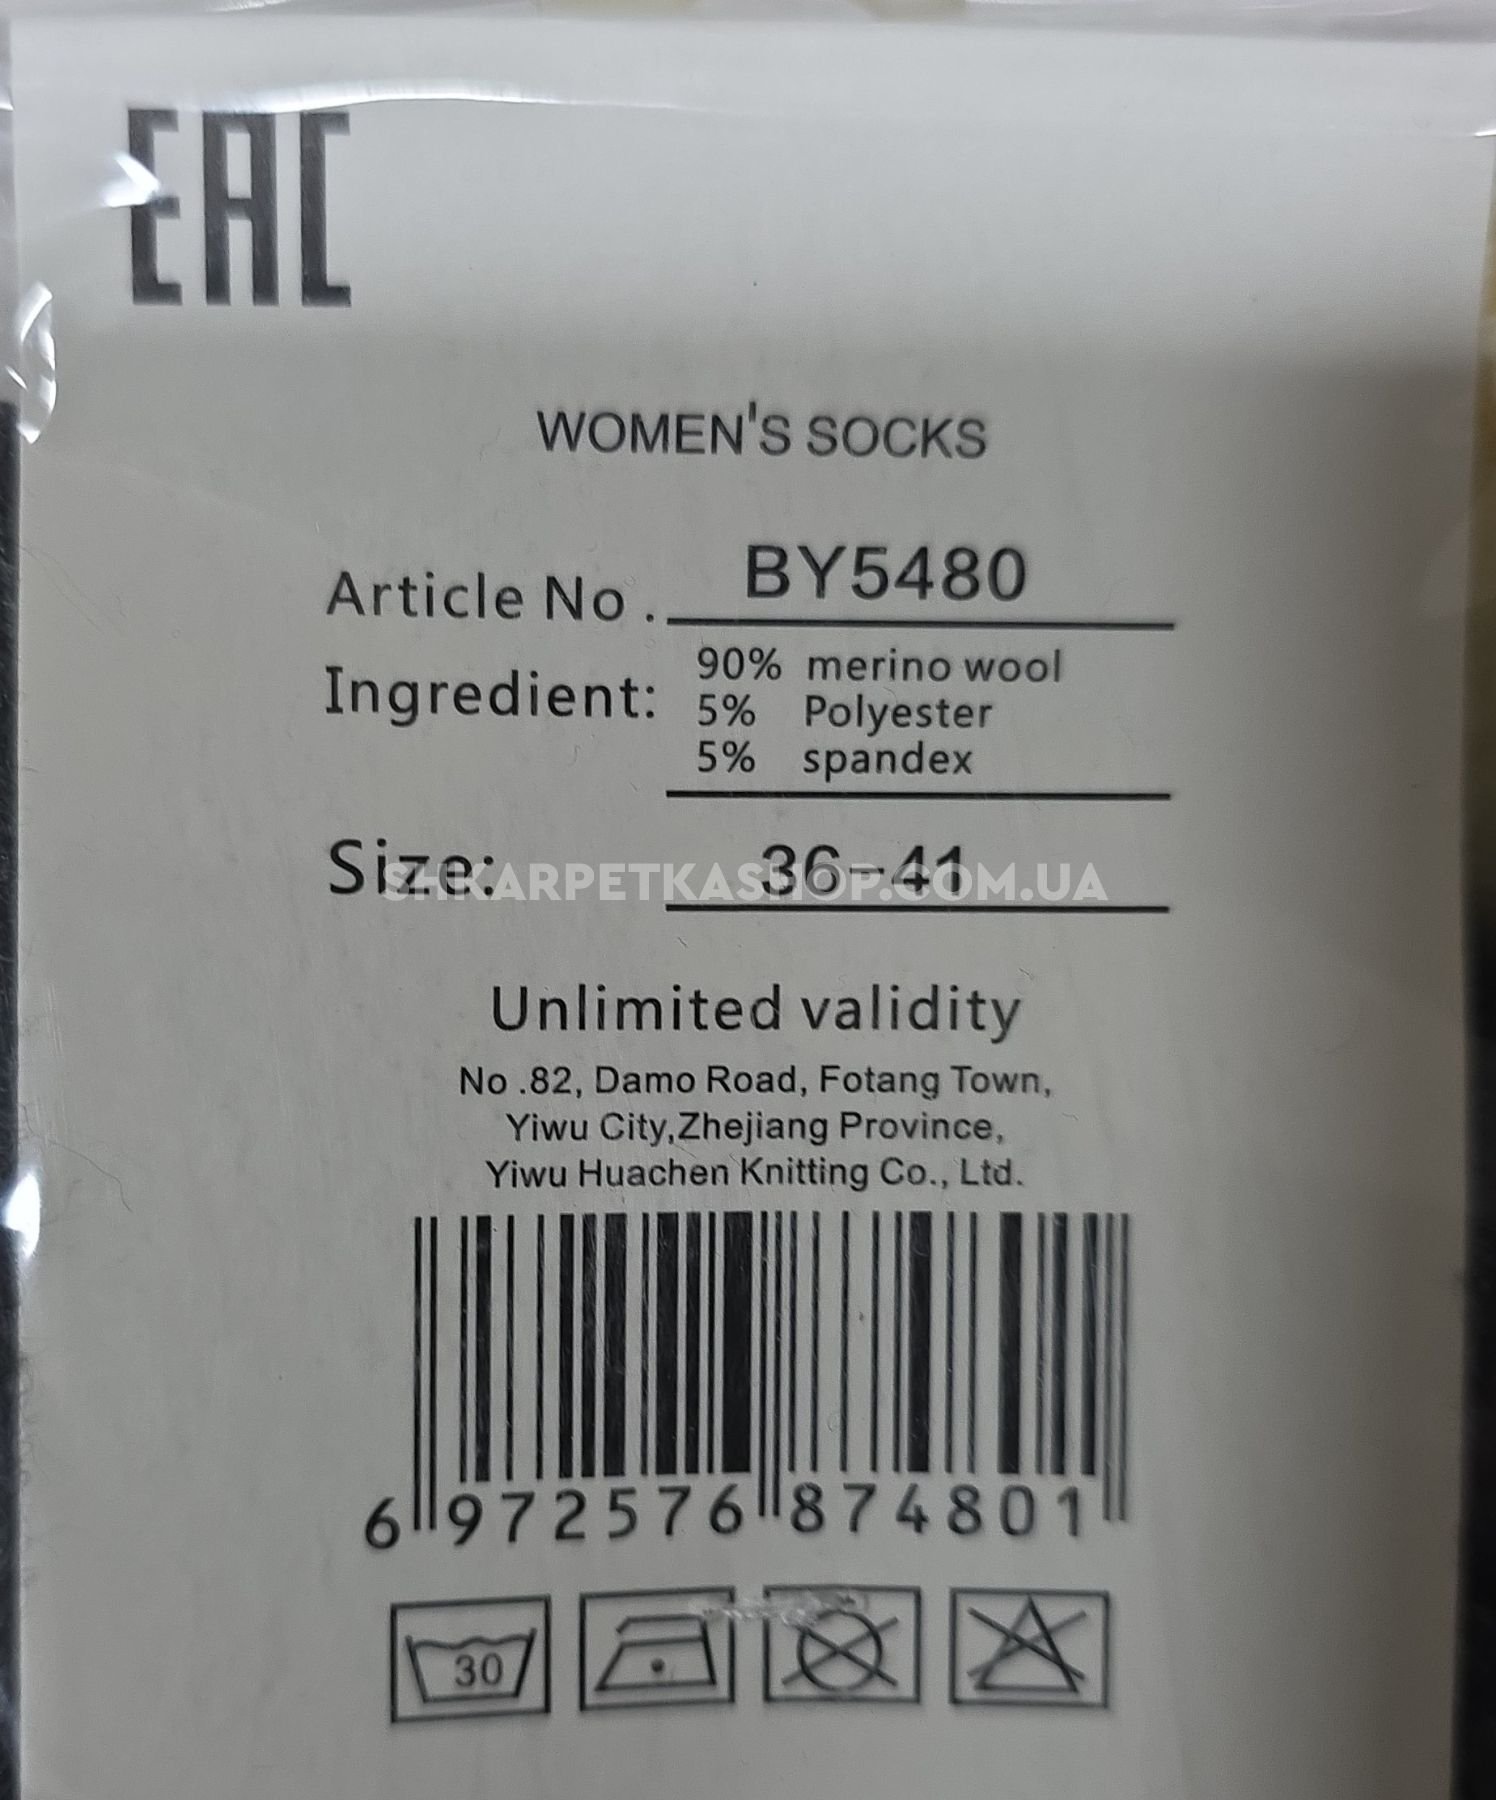 EAC
WOMEN'S SOCKS
Article No . BY5480
Ingredient: 90% merino wool
5% Polyester
5% spandex
Size: 36-41
SHKARPETKASHOP.COM.UA
Unlimited validity
No .82, Damo Road, Fotang Town,
Yiwu City,Zhejiang Province,
Yiwu Huachen Knitting Co., Ltd.
6 972576 874801
30